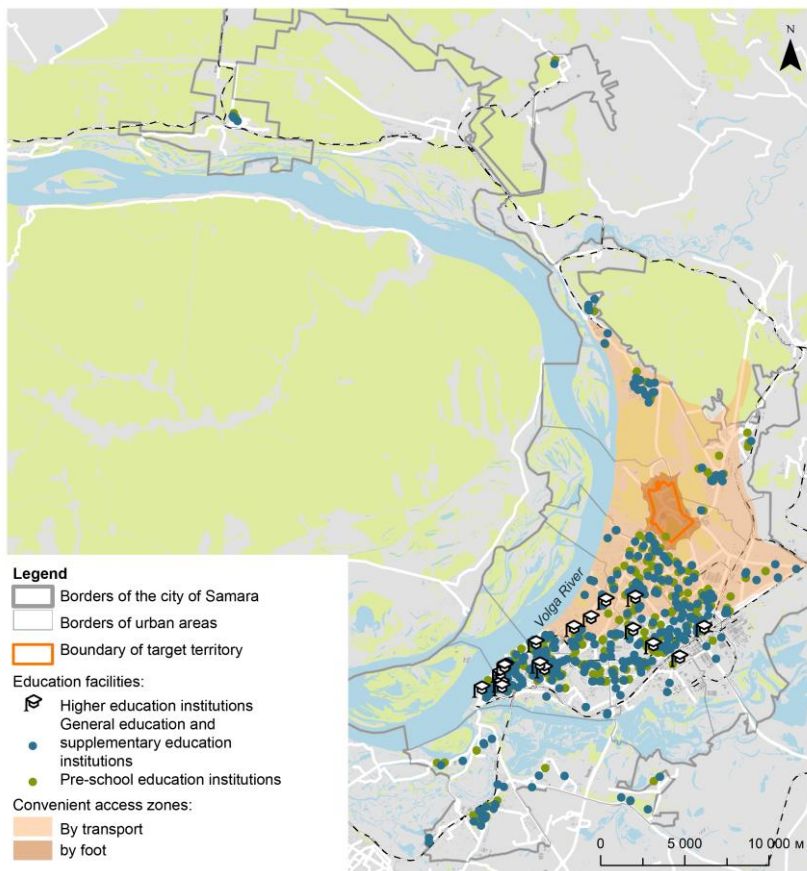 N
Volga River
Legend
Borders of the city of Samara
Borders of urban areas
Boundary of target territory
Education facilities:
Higher education institutions
General education and
supplementary education
institutions
Pre-school education institutions
Convenient access zones:
By transport
by foot
0 5 000 10 000 м